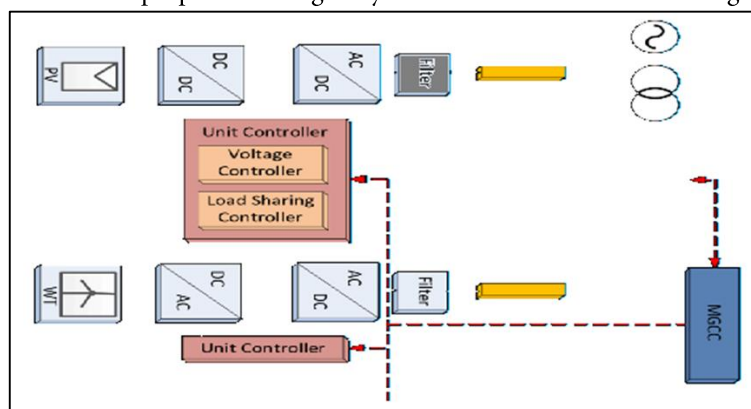 PV
DC
DC
AC
DC
Filter
Unit Controller
Voltage
Controller
Load Sharing
Controller
WT
DC
AC
AC
DC
Filter
MGCC
Unit Controller